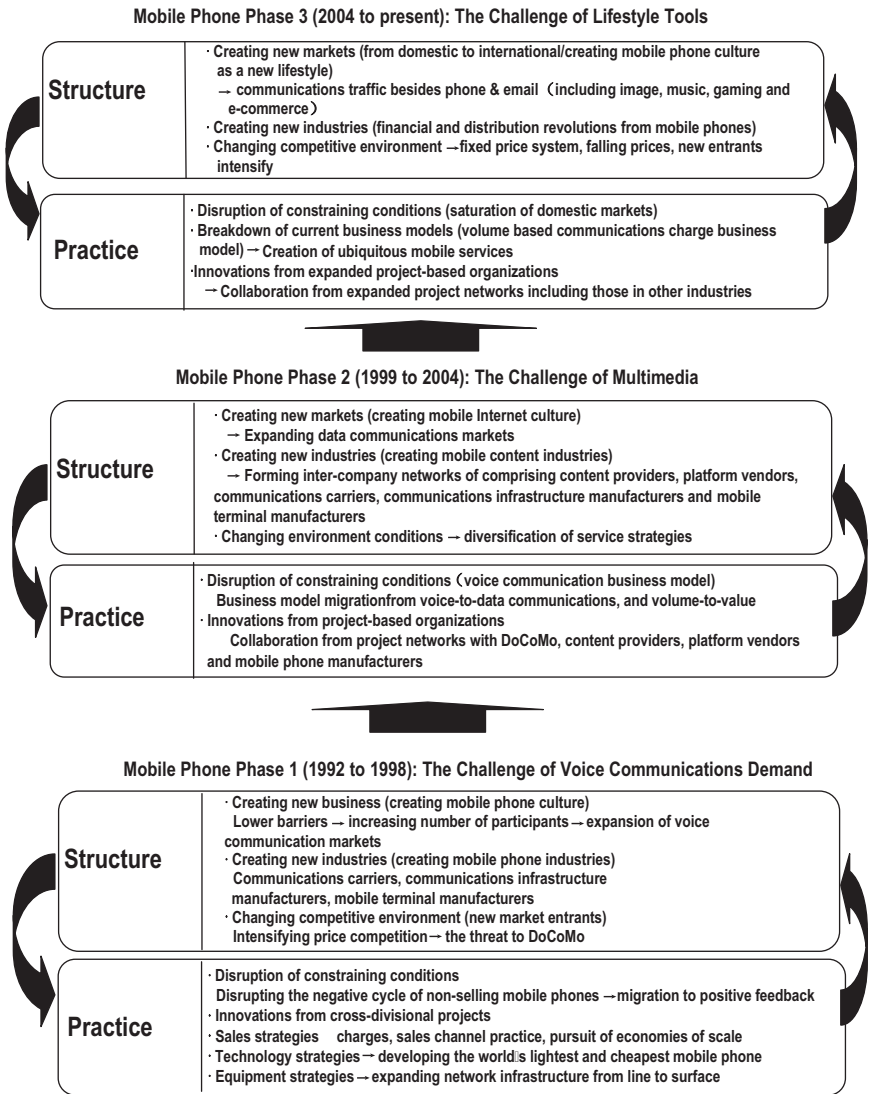 Mobile Phone Phase 3 (2004 to present): The Challenge of Lifestyle Tools
Structure
· Creating new markets (from domestic to international/creating mobile phone culture
as a new lifestyle)
→ communications traffic besides phone & email（including image, music, gaming and
e-commerce）
· Creating new industries (financial and distribution revolutions from mobile phones)
· Changing competitive environment →fixed price system, falling prices, new entrants
intensify
Practice
· Disruption of constraining conditions (saturation of domestic markets)
· Breakdown of current business models (volume based communications charge business
model) → Creation of ubiquitous mobile services
·Innovations from expanded project-based organizations
→ Collaboration from expanded project networks including those in other industries
Mobile Phone Phase 2 (1999 to 2004): The Challenge of Multimedia
Structure
· Creating new markets (creating mobile Internet culture)
→ Expanding data communications markets
· Creating new industries (creating mobile content industries)
→ Forming inter-company networks of comprising content providers, platform vendors,
communications carriers, communications infrastructure manufacturers and mobile
terminal manufacturers
· Changing environment conditions → diversification of service strategies
Practice
· Disruption of constraining conditions（voice communication business model)
Business model migrationfrom voice-to-data communications, and volume-to-value
· Innovations from project-based organizations
Collaboration from project networks with DoCoMo, content providers, platform vendors
and mobile phone manufacturers
Mobile Phone Phase 1 (1992 to 1998): The Challenge of Voice Communications Demand
Structure
· Creating new business (creating mobile phone culture)
Lower barriers → increasing number of participants→ expansion of voice
communication markets
· Creating new industries (creating mobile phone industries)
Communications carriers, communications infrastructure
manufacturers, mobile terminal manufacturers
· Changing competitive environment (new market entrants)
Intensifying price competition→ the threat to DoCoMo
Practice
· Disruption of constraining conditions
Disrupting the negative cycle of non-selling mobile phones →migration to positive feedback
· Innovations from cross-divisional projects
· Sales strategies charges, sales channel practice, pursuit of economies of scale
· Technology strategies→ developing the world▯s lightest and cheapest mobile phone
· Equipment strategies→ expanding network infrastructure from line to surface